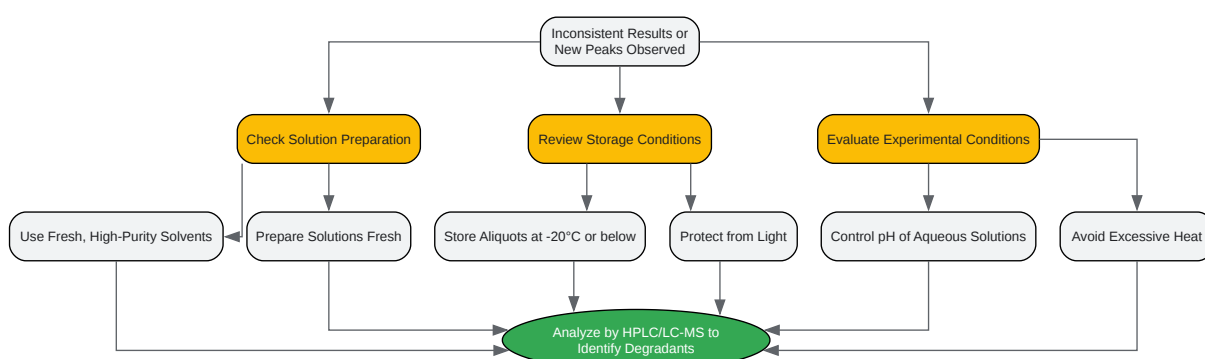 Inconsistent Results or
New Peaks Observed
Check Solution Preparation
Review Storage Conditions
Evaluate Experimental Conditions
Use Fresh, High-Purity Solvents
Prepare Solutions Fresh
Store Aliquots at -20°C or below
Protect from Light
Control pH of Aqueous Solutions
Avoid Excessive Heat
Analyze by HPLC/LC-MS to
Identify Degradants